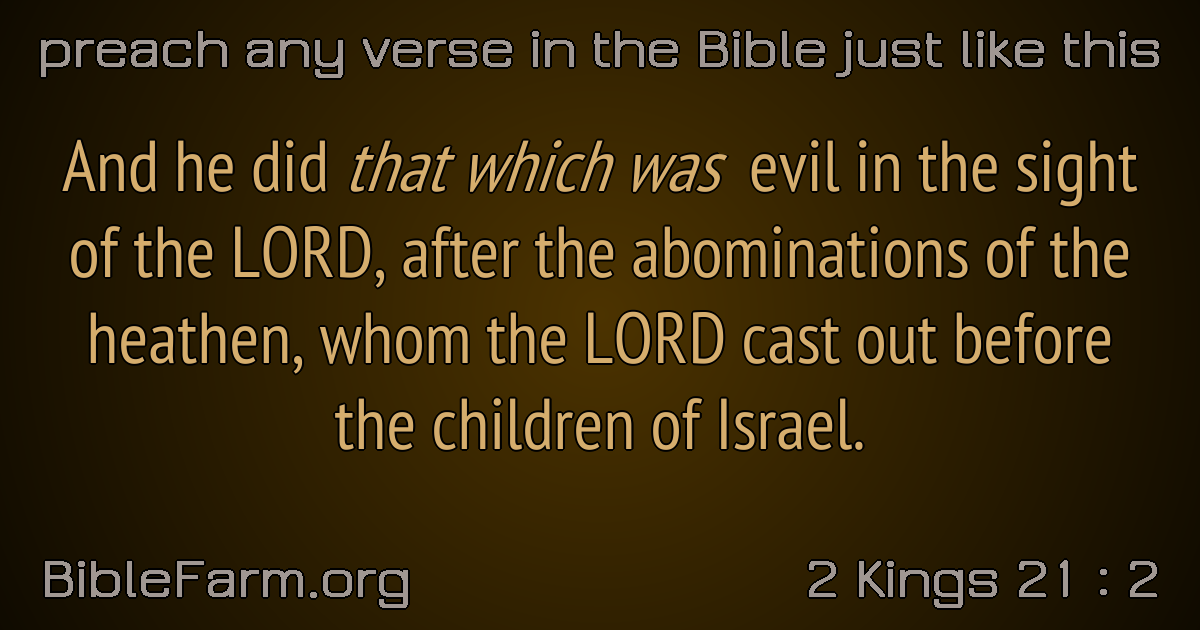 preach any verse in the Bible just like this
And he did that which was evil in the sight
of the LORD, after the abominations of the
heathen, whom the LORD cast out before
the children of Israel.
BibleFarm.org
2 Kings 21 : 2